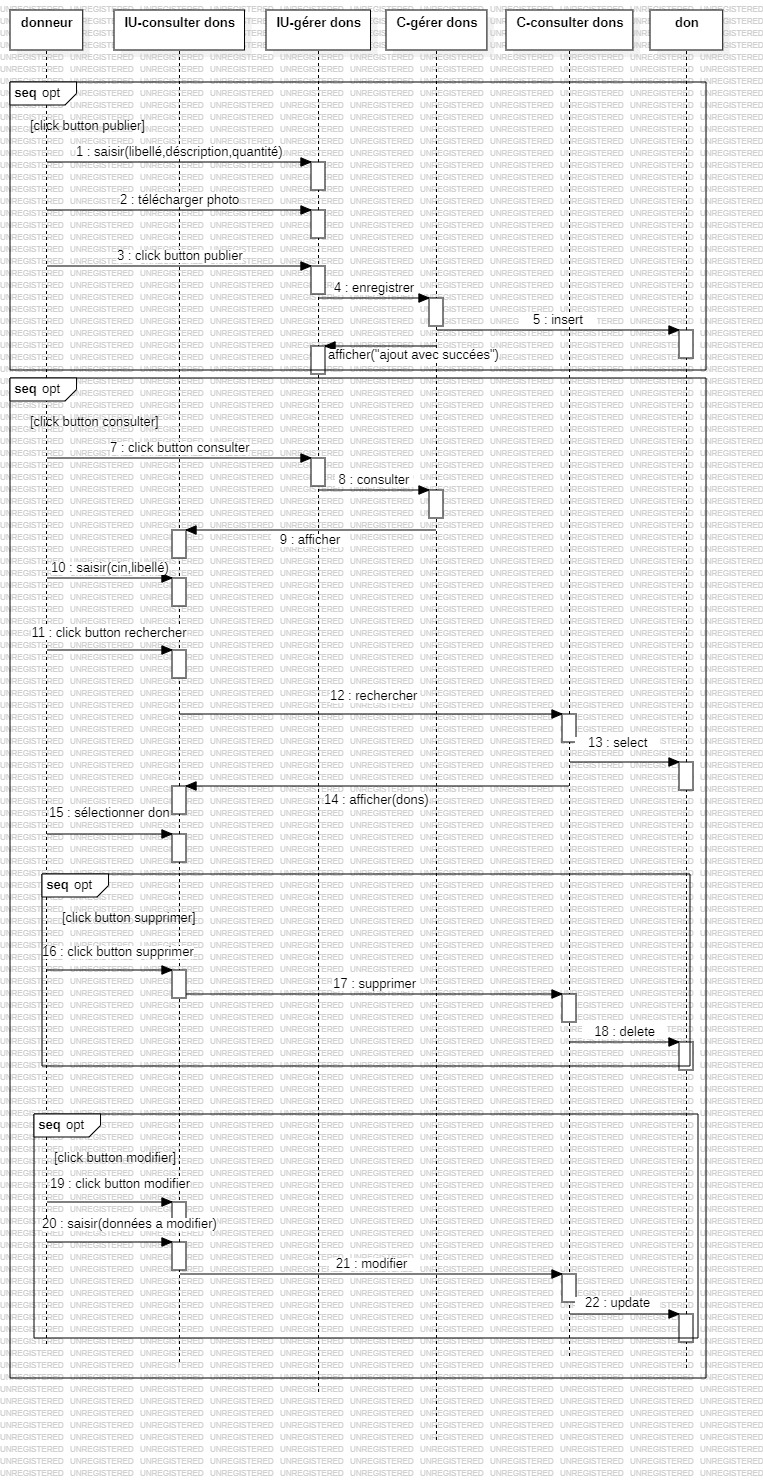 donneur
IU-consulter dons
IU-gérer dons
C-gérer dons
C-consulter dons
don
seq opt
[click button publier]
1 : saisir(libellé,déscription,quantité)
2 : télécharger photo
3 : click button publier
4 : enregistrer
5 : insert
afficher("ajout avec succées")
seq opt
[click button consulter]
7 : click button consulter
8 : consulter
9 : afficher
10 : saisir(cin,libellé)
11 : click button rechercher
12 : rechercher
13 : select
14 : afficher(dons)
15 : sélectionner don
seq opt
[click button supprimer]
16 : click button supprimer
17 : supprimer
18 : delete
seq opt
[click button modifier]
19 : click button modifier
20 : saisir(données a modifier)
21 : modifier
22 : update
UNREGISTERED